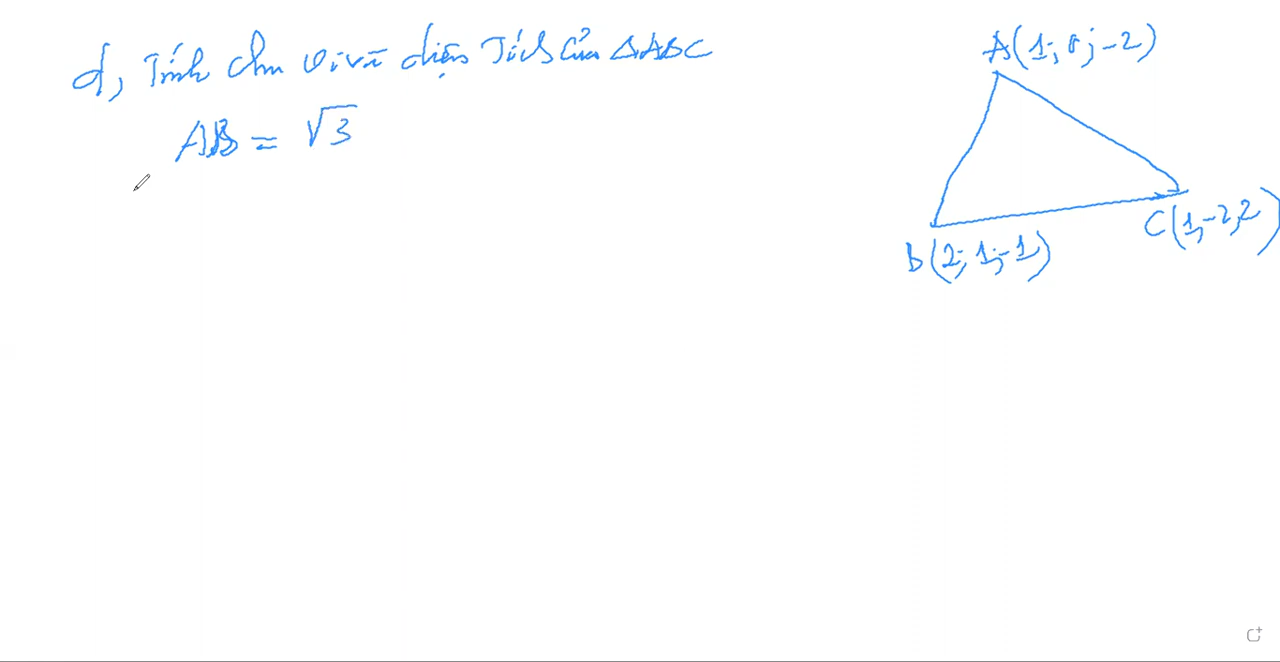 d, Tính chu vi và diện Tích của ΔABC
AB = √3
A(1; 0; -2)
B(2; 1; -1)
C(1, -2, 2)